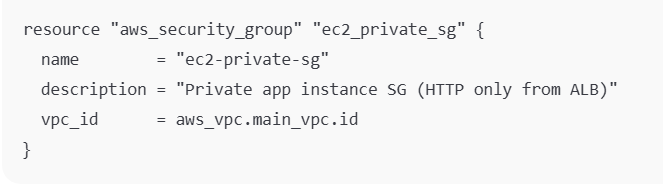 resource "aws_security_group" "ec2_private_sg" {
  name        = "ec2-private-sg"
  description = "Private app instance SG (HTTP only from ALB)"
  vpc_id      = aws_vpc.main_vpc.id
}